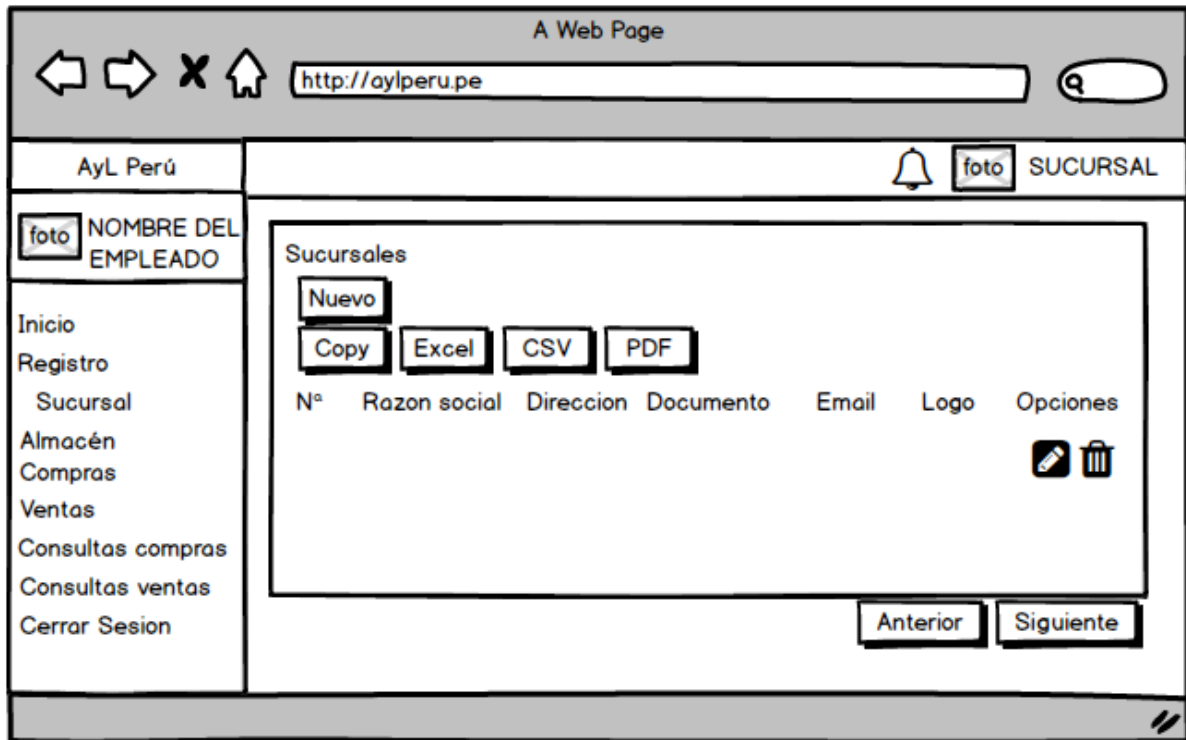 A Web Page
http://aylperu.pe
AyL Perú
foto SUCURSAL
foto NOMBRE DEL
EMPLEADO
Inicio
Registro
Sucursal
Almacén
Compras
Ventas
Consultas compras
Consultas ventas
Cerrar Sesion
Sucursales
Nuevo
Copy Excel CSV PDF
Nº Razon social Direccion Documento Email Logo Opciones
Anterior Siguiente